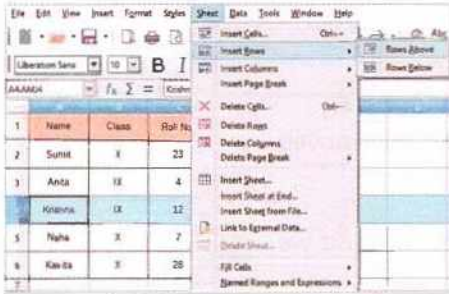 File Edit View Insert Format Styles Sheet Data Tools Window Help
Liberation Sans 10 B I
A4:AMJ4 fx Σ =
1 Name Class Roll No
2 Sumit X 23
3 Anita IX 4
Krishna IX 12
5 Neha X 7
6 Kavita X 28
7
Insert Cells... Ctrl++
Insert Rows
Insert Columns
Insert Page Break
Delete Cells... Ctrl+-
Delete Rows
Delete Columns
Delete Page Break
Insert Sheet...
Insert Sheet at End...
Insert Sheet from File...
Link to External Data...
Delete Sheet...
Fill Cells
Named Ranges and Expressions
Rows Above
Rows Below